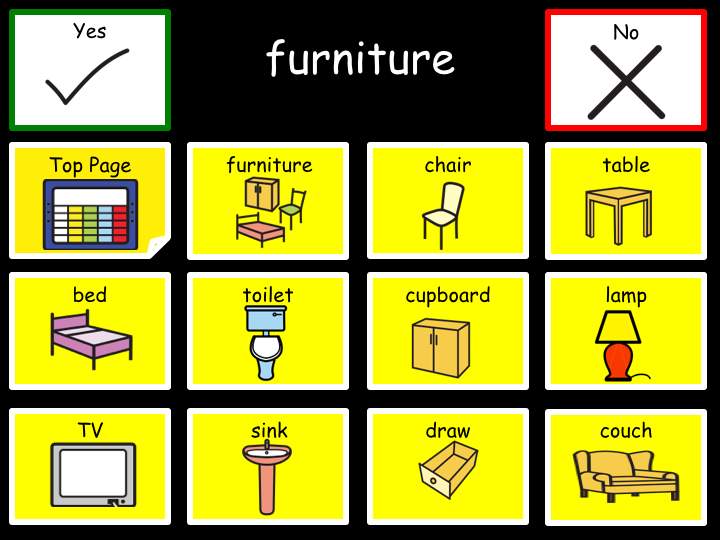 Yes
furniture
No
Top Page
furniture
chair
table
bed
toilet
cupboard
lamp
TV
sink
draw
couch